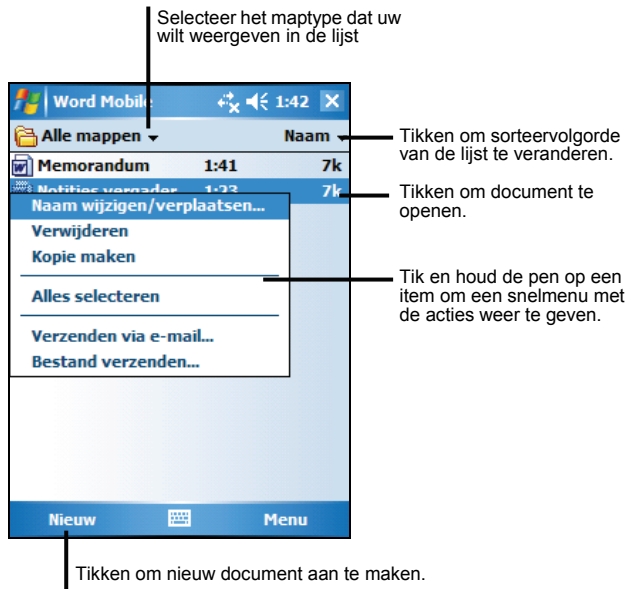 Selecteer het maptype dat uw
wilt weergeven in de lijst
Word Mobile 1:42
Alle mappen Naam
Tikken om sorteervolgorde
van de lijst te veranderen.
Memorandum 1:41 7k
Notities vergader 1:23 7k
Tikken om document te
openen.
Naam wijzigen/verplaatsen...
Verwijderen
Kopie maken
Tik en houd de pen op een
item om een snelmenu met
de acties weer te geven.
Alles selecteren
Verzenden via e-mail...
Bestand verzenden...
Nieuw Menu
Tikken om nieuw document aan te maken.